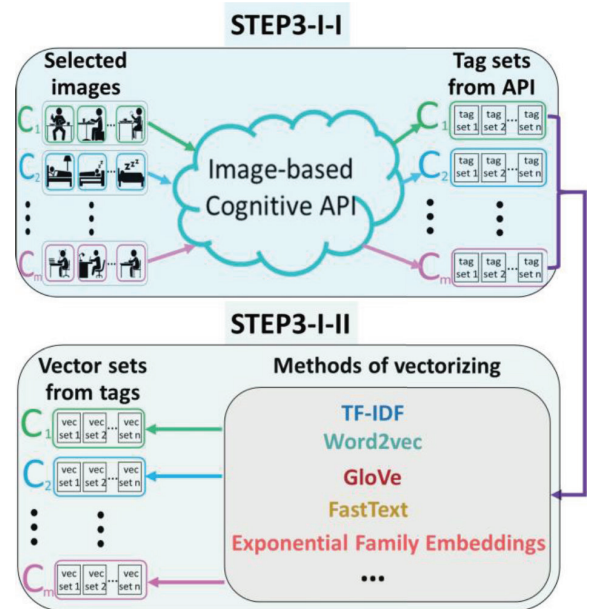 STEP3-I-I
Selected
images
Tag sets
from API
C1
tag set 1 tag set 2 ... tag set n
C2
zzz
tag set 1 tag set 2 ... tag set n
Image-based
Cognitive API
Cm
tag set 1 tag set 2 ... tag set n
STEP3-I-II
Vector sets
from tags
Methods of vectorizing
C1
vec set 1 vec set 2 ... vec set n
C2
vec set 1 vec set 2 ... vec set n
Cm
vec set 1 vec set 2 ... vec set n
TF-IDF
Word2vec
GloVe
FastText
Exponential Family Embeddings
...